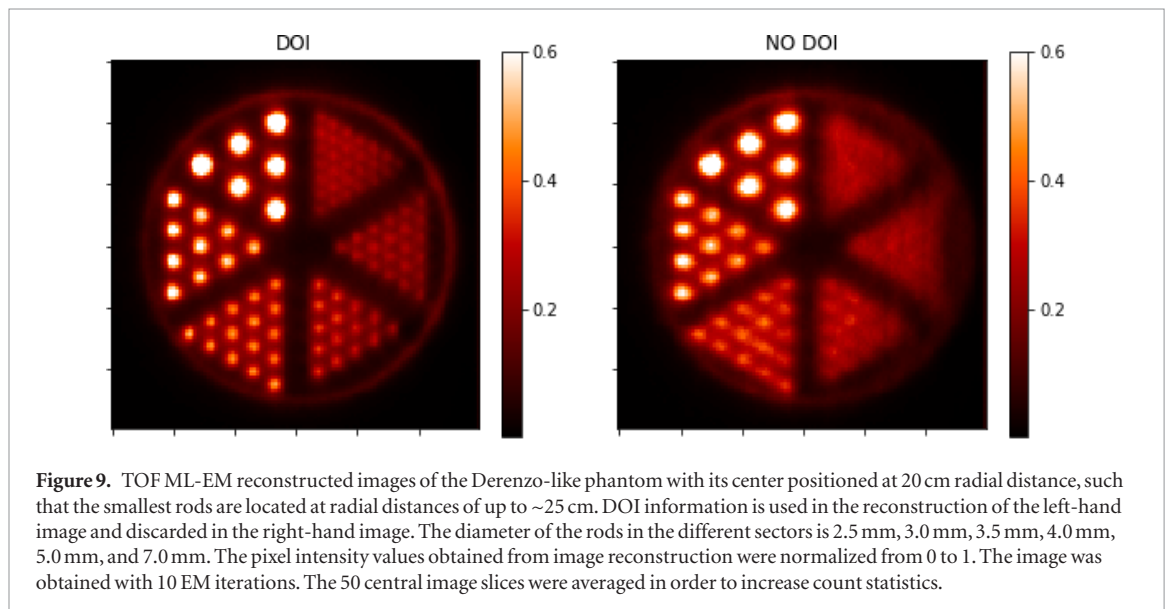 DOI
NO DOI
0.6
0.4
0.2
0.6
0.4
0.2
Figure 9. TOF ML-EM reconstructed images of the Derenzo-like phantom with its center positioned at 20 cm radial distance, such
that the smallest rods are located at radial distances of up to ~25 cm. DOI information is used in the reconstruction of the left-hand
image and discarded in the right-hand image. The diameter of the rods in the different sectors is 2.5 mm, 3.0 mm, 3.5 mm, 4.0 mm,
5.0 mm, and 7.0 mm. The pixel intensity values obtained from image reconstruction were normalized from 0 to 1. The image was
obtained with 10 EM iterations. The 50 central image slices were averaged in order to increase count statistics.